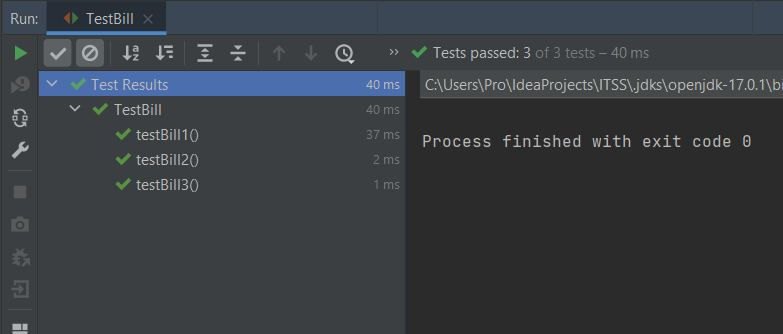 Run: TestBill
Tests passed: 3 of 3 tests – 40 ms
Test Results 40 ms
TestBill 40 ms
testBill1() 37 ms
testBill2() 2 ms
testBill3() 1 ms
C:\Users\Pro\IdeaProjects\ITSS\.jdks\openjdk-17.0.1\bi
Process finished with exit code 0